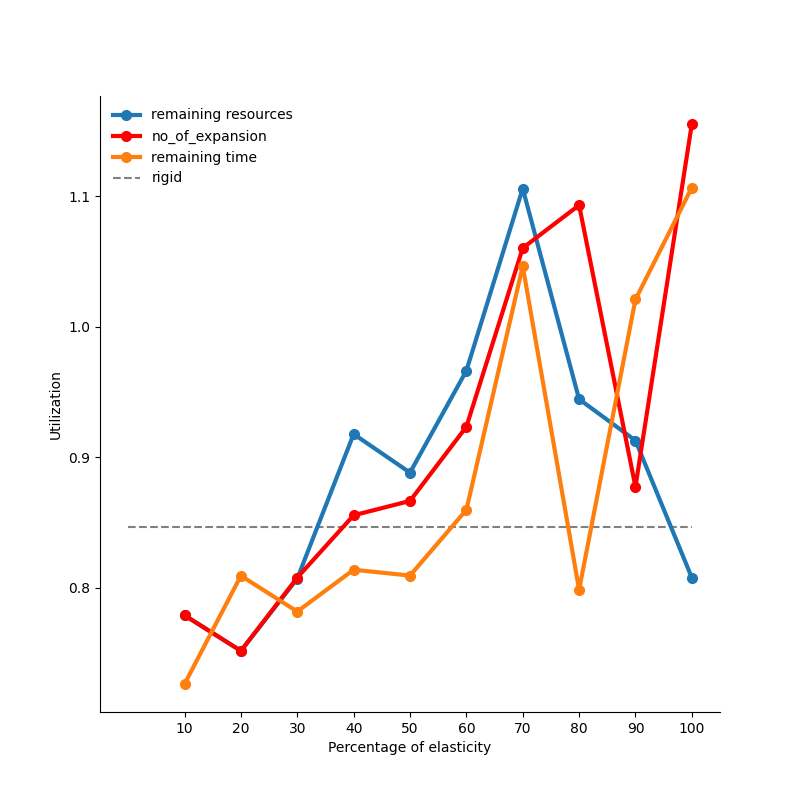 remaining resources
no_of_expansion
remaining time
rigid
1.1
1.0
0.9
0.8
Utilization
10 20 30 40 50 60 70 80 90 100
Percentage of elasticity